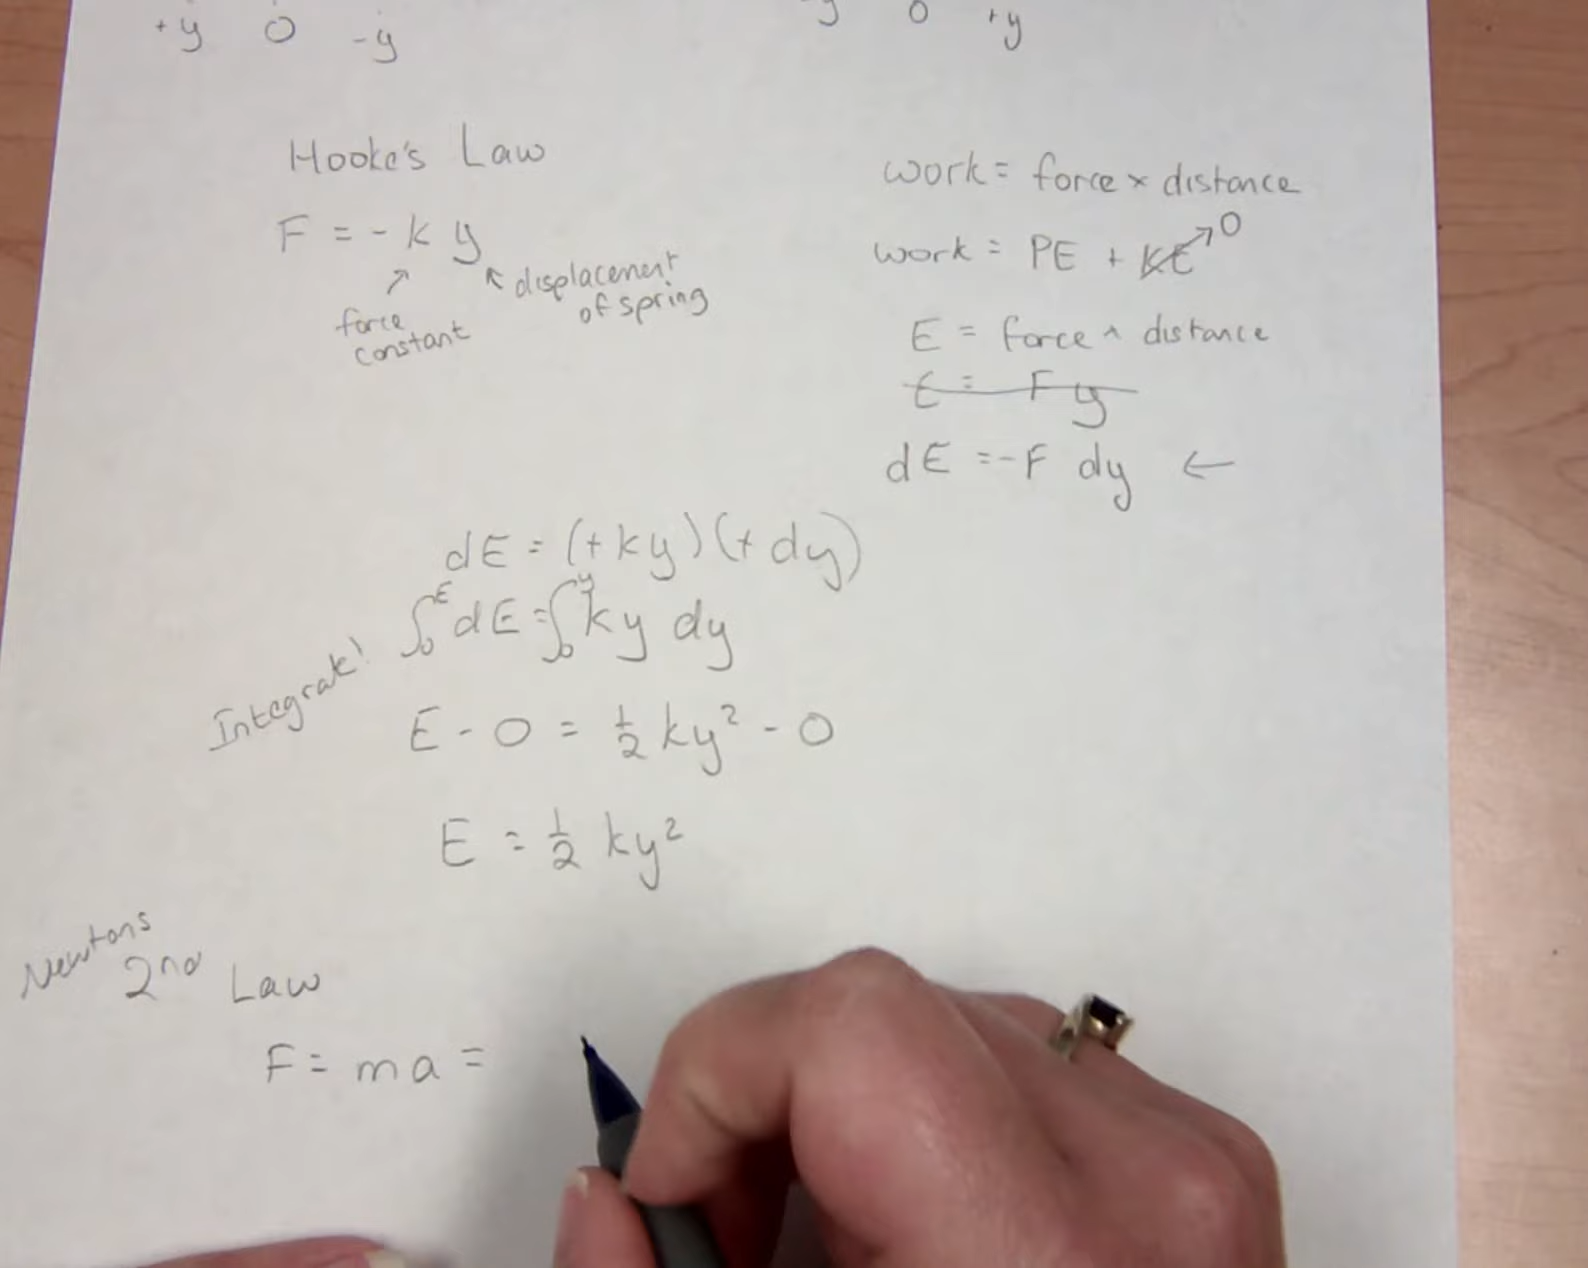 +y 0 -y
y 0 +y
Hooke's Law
F = - k y
force constant
displacement of spring
work = force × distance
work = PE + KE → 0
E = force × distance
E = F y
dE = -F dy ←
dE = (+ky)(+dy)
Integrate!
∫₀ᴱ dE = ∫₀ʸ ky dy
E - 0 = ½ ky² - 0
E = ½ ky²
Newtons
2nd Law
F = ma =